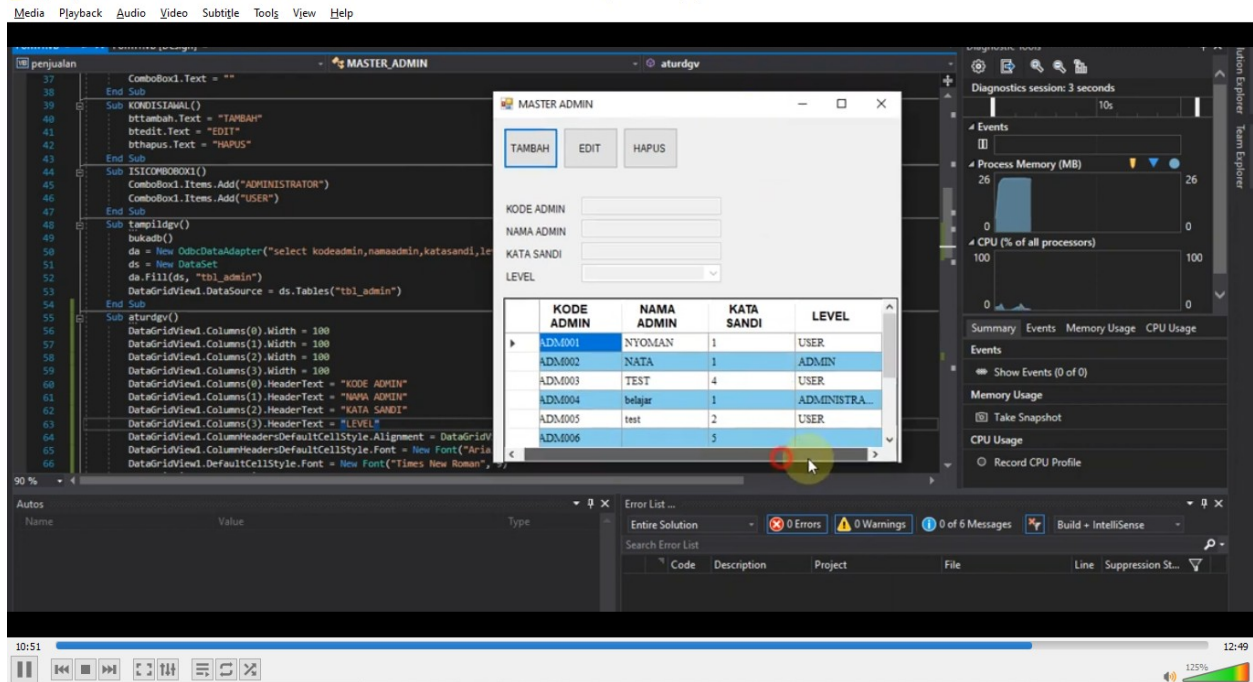 Media Playback Audio Video Subtitle Tools View Help
penjualan
MASTER_ADMIN
aturdgv
37 ComboBox1.Text = ""
38 End Sub
39 Sub KONDISIAWAL()
40 bttambah.Text = "TAMBAH"
41 btedit.Text = "EDIT"
42 bthapus.Text = "HAPUS"
43 End Sub
44 Sub ISICOMBOBOX1()
45 ComboBox1.Items.Add("ADMINISTRATOR")
46 ComboBox1.Items.Add("USER")
47 End Sub
48 Sub tampildgv()
49 bukadb()
50 da = New OdbcDataAdapter("select kodeadmin,namaadmin,katasandi,le
51 ds = New DataSet
52 da.Fill(ds, "tbl_admin")
53 DataGridView1.DataSource = ds.Tables("tbl_admin")
54 End Sub
55 Sub aturdgv()
56 DataGridView1.Columns(0).Width = 100
57 DataGridView1.Columns(1).Width = 100
58 DataGridView1.Columns(2).Width = 100
59 DataGridView1.Columns(3).Width = 100
60 DataGridView1.Columns(0).HeaderText = "KODE ADMIN"
61 DataGridView1.Columns(1).HeaderText = "NAMA ADMIN"
62 DataGridView1.Columns(2).HeaderText = "KATA SANDI"
63 DataGridView1.Columns(3).HeaderText = "LEVEL"
64 DataGridView1.ColumnHeadersDefaultCellStyle.Alignment = DataGridV
65 DataGridView1.ColumnHeadersDefaultCellStyle.Font = New Font("Aria
66 DataGridView1.DefaultCellStyle.Font = New Font("Times New Roman", 9)
90 %
MASTER ADMIN
TAMBAH EDIT HAPUS
KODE ADMIN
NAMA ADMIN
KATA SANDI
LEVEL
KODE ADMIN NAMA ADMIN KATA SANDI LEVEL
ADM001 NYOMAN 1 USER
ADM002 NATA 1 ADMIN
ADM003 TEST 4 USER
ADM004 belajar 1 ADMINISTRA...
ADM005 test 2 USER
ADM006 5
Diagnostics session: 3 seconds
10s
Events
Process Memory (MB)
26 26
0 0
CPU (% of all processors)
100 100
0 0
Summary Events Memory Usage CPU Usage
Events
Show Events (0 of 0)
Memory Usage
Take Snapshot
CPU Usage
Record CPU Profile
Solution Explorer
Team Explorer
Autos
Name Value Type
Error List ...
Entire Solution 0 Errors 0 Warnings 0 of 6 Messages Build + IntelliSense
Search Error List
Code Description Project File Line Suppression St...
10:51 12:49
125%